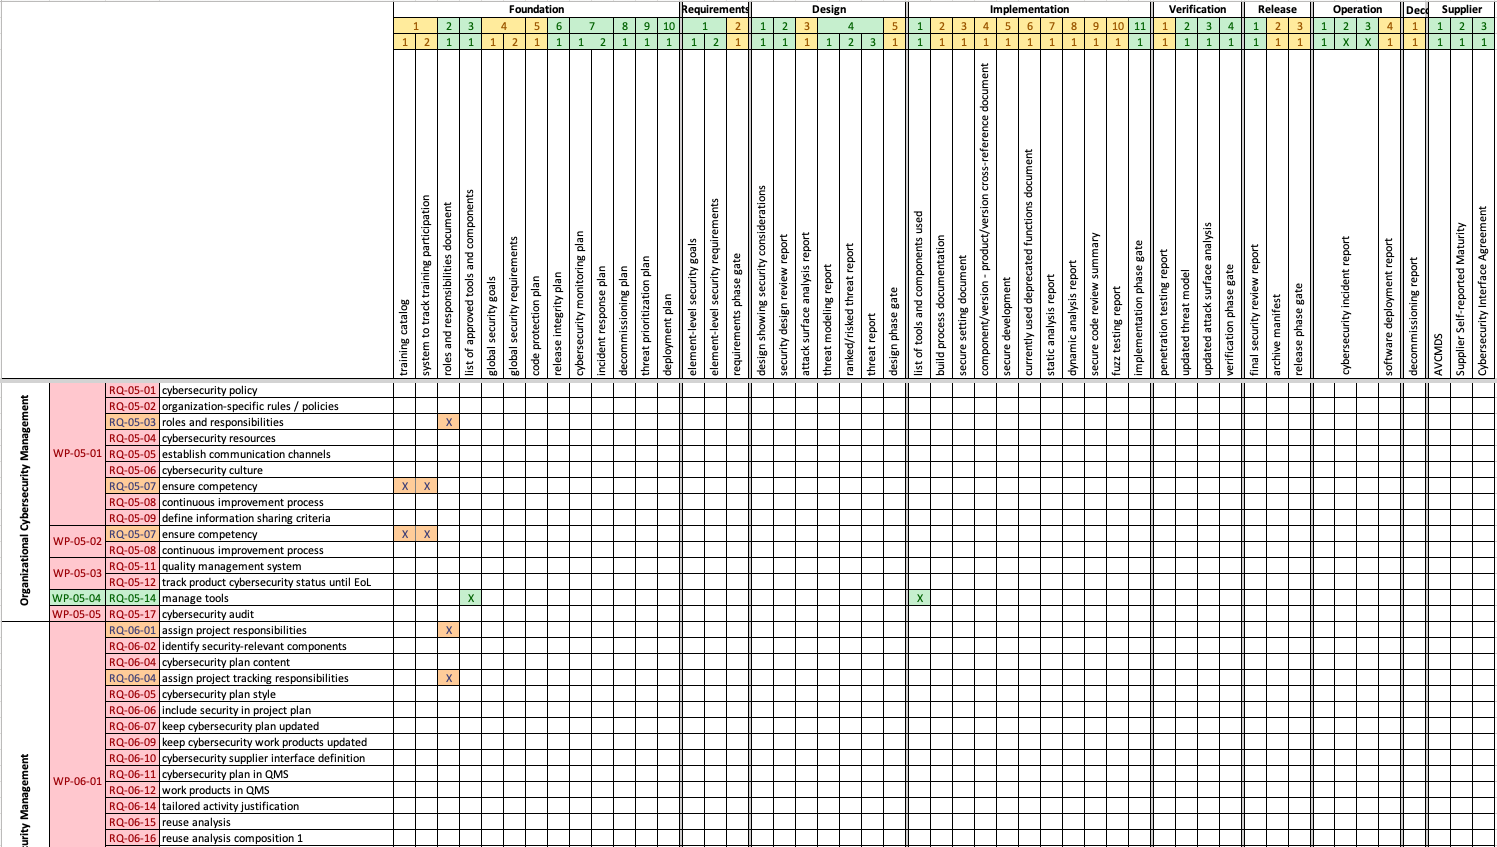 Foundation Requirements Design Implementation Verification Release Operation Dec Supplier
1 2 3 4 5 6 7 8 9 10 1 2 1 2 3 4 5 1 2 3 4 5 6 7 8 9 10 11 1 2 3 4 1 2 3 1 2 3 4 1 1 2 3
1 2 1 1 1 2 1 1 1 2 1 1 1 1 2 1 1 1 1 1 2 3 1 1 1 1 1 1 1 1 1 1 1 1 1 1 1 1 1 1 1 1 X X 1 1 1 1 1
training catalog
system to track training participation
roles and responsibilities document
list of approved tools and components
global security goals
global security requirements
code protection plan
release integrity plan
cybersecurity monitoring plan
incident response plan
decommissioning plan
threat prioritization plan
deployment plan
element-level security goals
element-level security requirements
requirements phase gate
design showing security considerations
security design review report
attack surface analysis report
threat modeling report
ranked/risked threat report
threat report
design phase gate
list of tools and components used
build process documentation
secure setting document
component/version - product/version cross-reference document
secure development
currently used deprecated functions document
static analysis report
dynamic analysis report
secure code review summary
fuzz testing report
implementation phase gate
penetration testing report
updated threat model
updated attack surface analysis
verification phase gate
final security review report
archive manifest
release phase gate
cybersecurity incident report
software deployment report
decommissioning report
AVCMDS
Supplier Self-reported Maturity
Cybersecurity Interface Agreement
Organizational Cybersecurity Management
WP-05-01
RQ-05-01 cybersecurity policy
RQ-05-02 organization-specific rules / policies
RQ-05-03 roles and responsibilities X
RQ-05-04 cybersecurity resources
RQ-05-05 establish communication channels
RQ-05-06 cybersecurity culture
RQ-05-07 ensure competency X X
RQ-05-08 continuous improvement process
RQ-05-09 define information sharing criteria
WP-05-02
RQ-05-07 ensure competency X X
RQ-05-08 continuous improvement process
WP-05-03
RQ-05-11 quality management system
RQ-05-12 track product cybersecurity status until EoL
WP-05-04 RQ-05-14 manage tools X X
WP-05-05 RQ-05-17 cybersecurity audit
curity Management
WP-06-01
RQ-06-01 assign project responsibilities X
RQ-06-02 identify security-relevant components
RQ-06-04 cybersecurity plan content
RQ-06-04 assign project tracking responsibilities X
RQ-06-05 cybersecurity plan style
RQ-06-06 include security in project plan
RQ-06-07 keep cybersecurity plan updated
RQ-06-09 keep cybersecurity work products updated
RQ-06-10 cybersecurity supplier interface definition
RQ-06-11 cybersecurity plan in QMS
RQ-06-12 work products in QMS
RQ-06-14 tailored activity justification
RQ-06-15 reuse analysis
RQ-06-16 reuse analysis composition 1